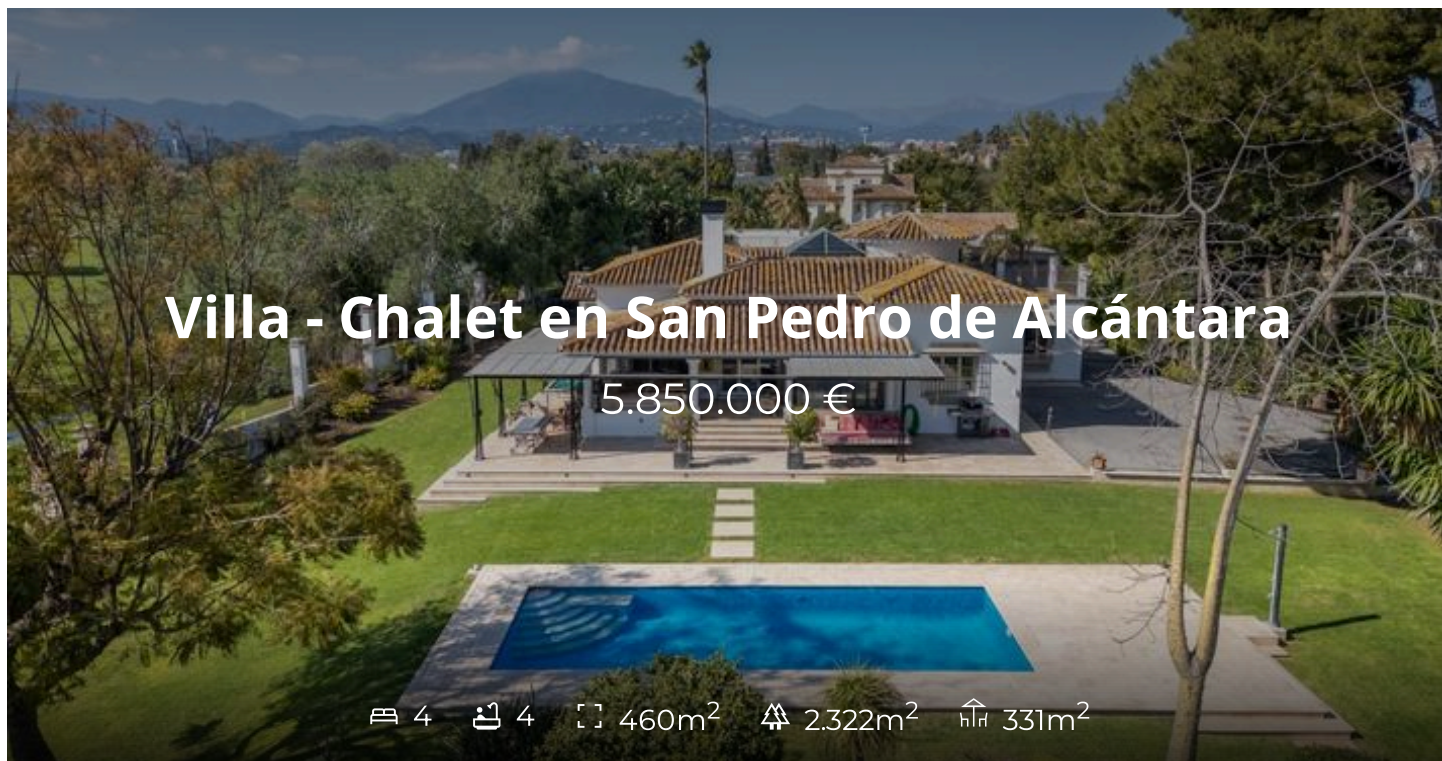 Villa - Chalet en San Pedro de Alcántara
5.850.000 €
4 4 460m² 2.322m² 331m²